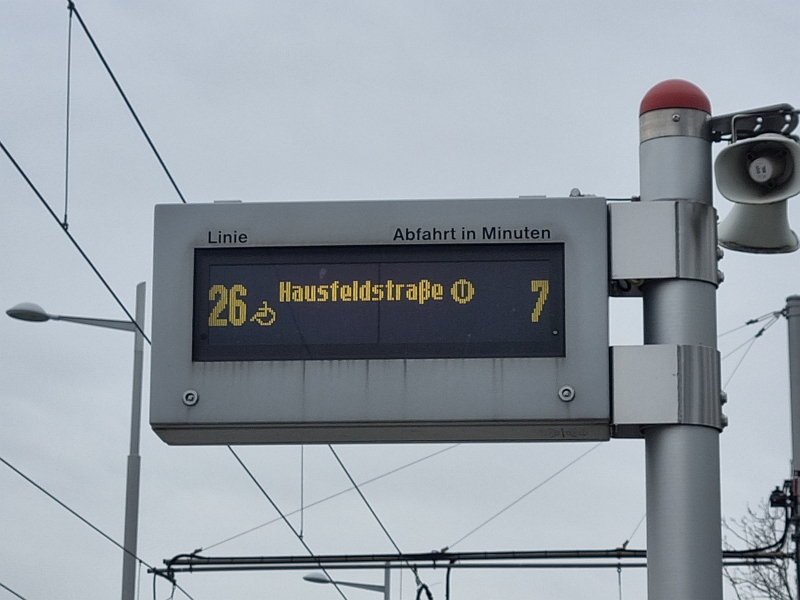 Linie Abfahrt in Minuten
26 Hausfeldstraße 7